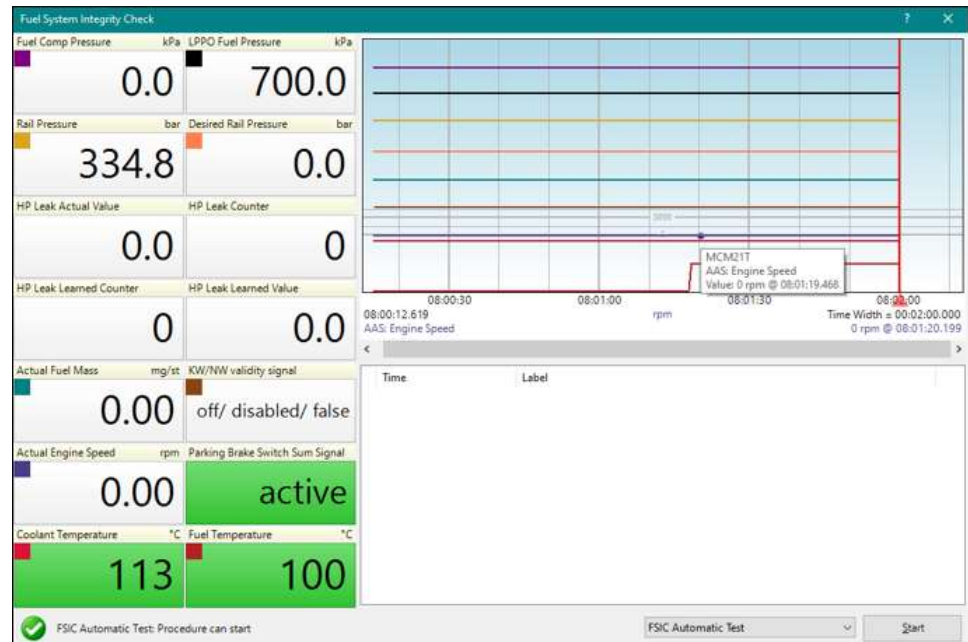 Fuel System Integrity Check
Fuel Comp Pressure kPa LPPO Fuel Pressure kPa
0.0 700.0
Rail Pressure bar Desired Rail Pressure bar
334.8 0.0
HP Leak Actual Value HP Leak Counter
0.0 0
HP Leak Learned Counter HP Leak Learned Value
0 0.0
Actual Fuel Mass mg/st KW/NW validity signal
0.00 off/ disabled/ false
Actual Engine Speed rpm Parking Brake Switch Sum Signal
0.00 active
Coolant Temperature °C Fuel Temperature °C
113 100
MCM21T
AAS: Engine Speed
Value: 0 rpm @ 08:01:19.468
08:00:30 08:01:00 08:01:30 08:02:00
08:00:12.619 rpm Time Width = 00:02:00.000
AAS: Engine Speed 0 rpm @ 08:01:20.199
Time Label
FSIC Automatic Test: Procedure can start FSIC Automatic Test Start